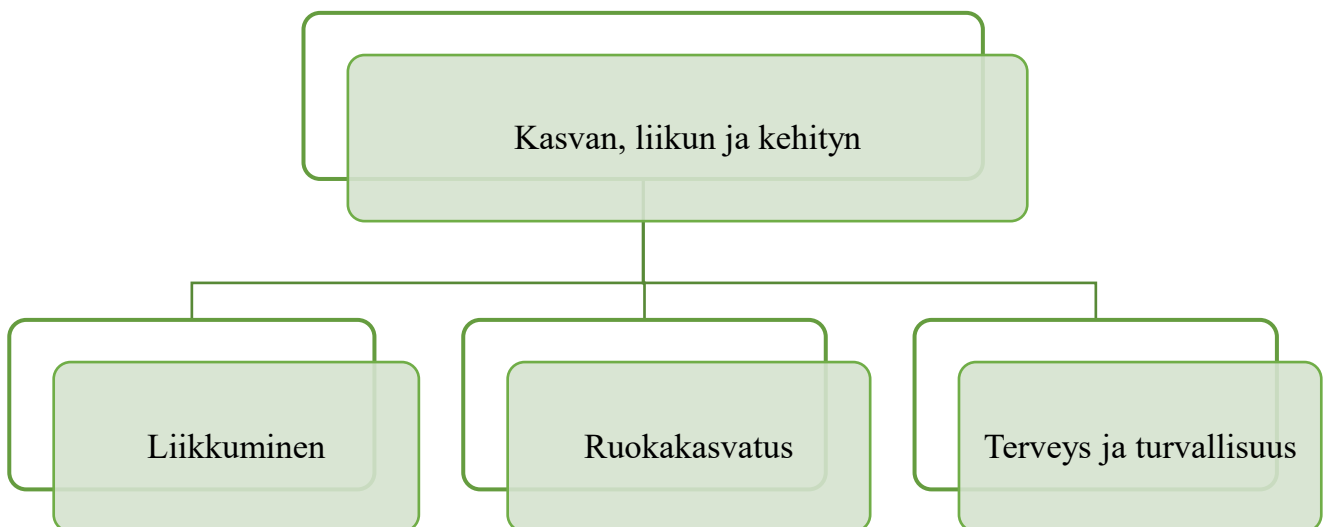 Kasvan, liikun ja kehityn
Liikkuminen
Ruokakasvatus
Terveys ja turvallisuus